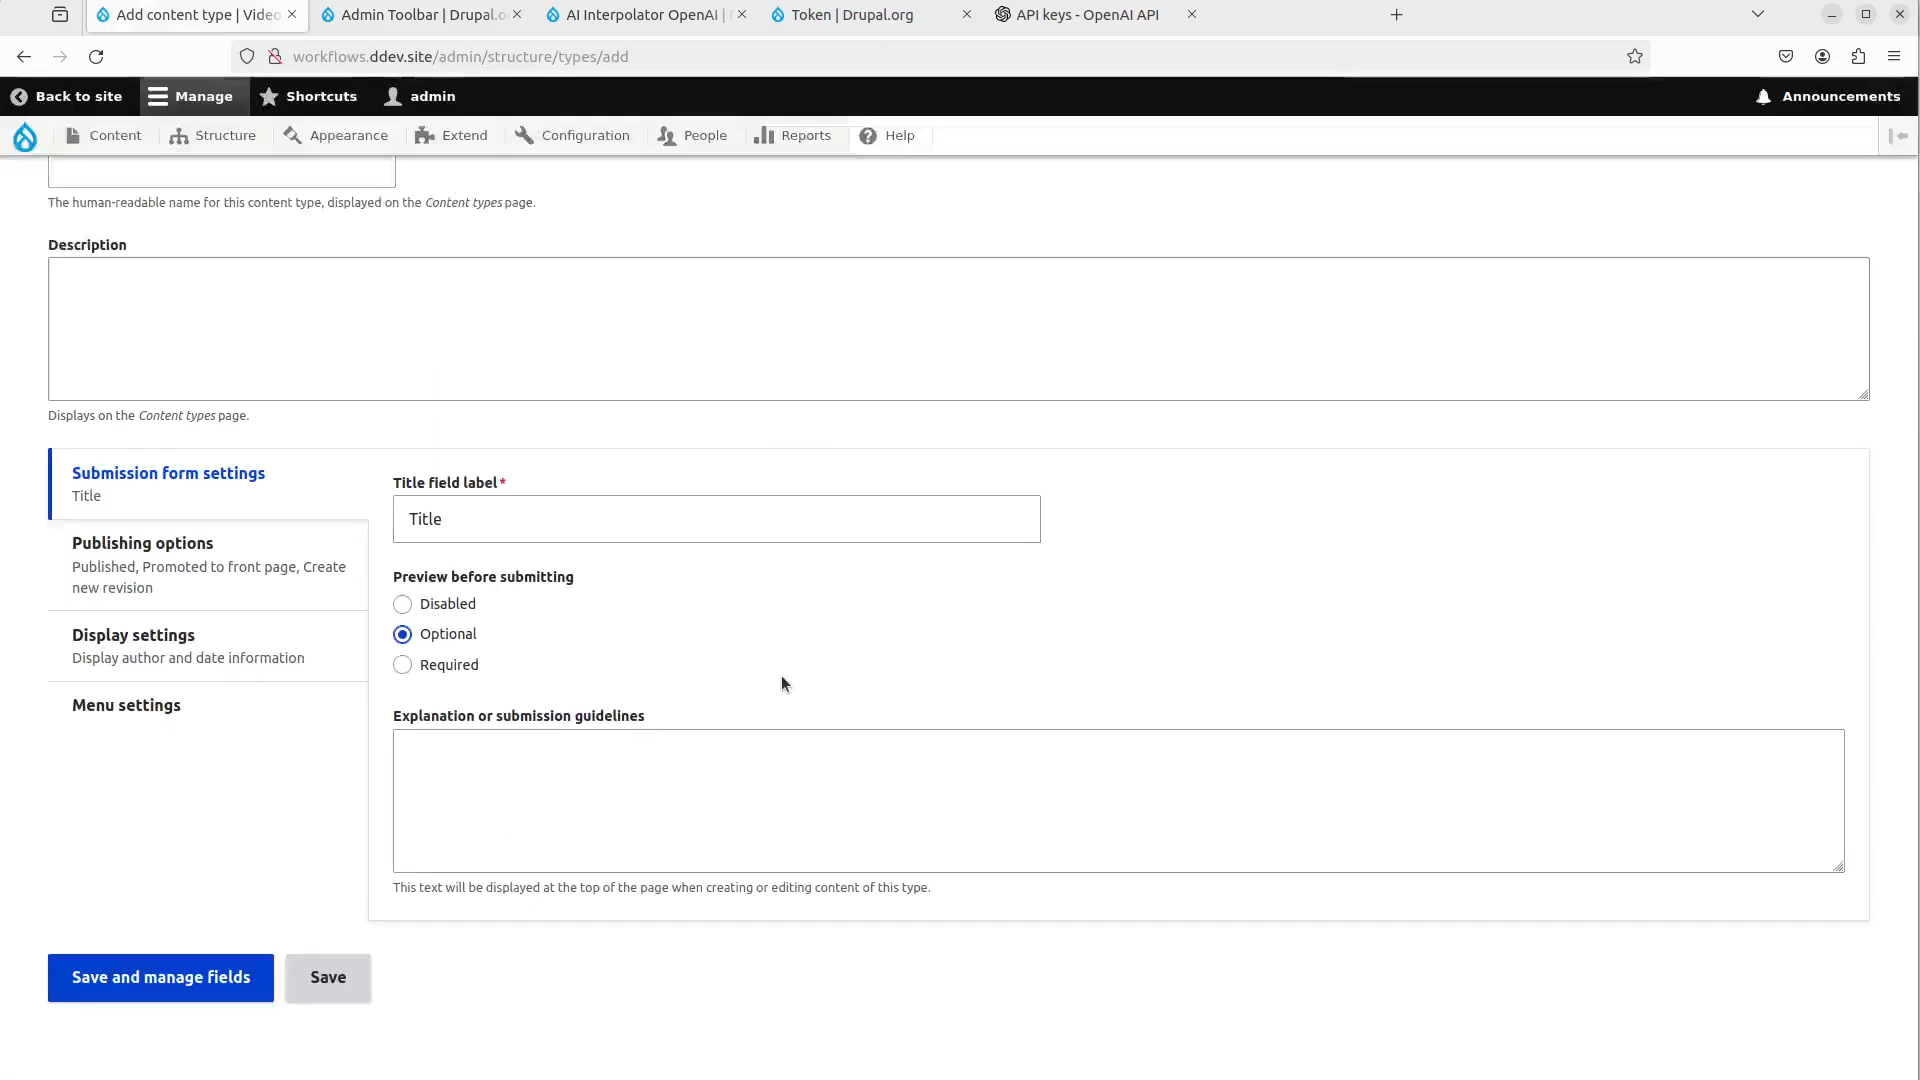 Add content type | Video
Admin Toolbar | Drupal.o
AI Interpolator OpenAI |
Token | Drupal.org
API keys - OpenAI API
workflows.ddev.site/admin/structure/types/add
Back to site
Manage
Shortcuts
admin
Announcements
Content
Structure
Appearance
Extend
Configuration
People
Reports
Help
The human-readable name for this content type, displayed on the Content types page.
Description
Displays on the Content types page.
Submission form settings
Title
Publishing options
Published, Promoted to front page, Create
new revision
Display settings
Display author and date information
Menu settings
Title field label*
Title
Preview before submitting
Disabled
Optional
Required
Explanation or submission guidelines
This text will be displayed at the top of the page when creating or editing content of this type.
Save and manage fields
Save